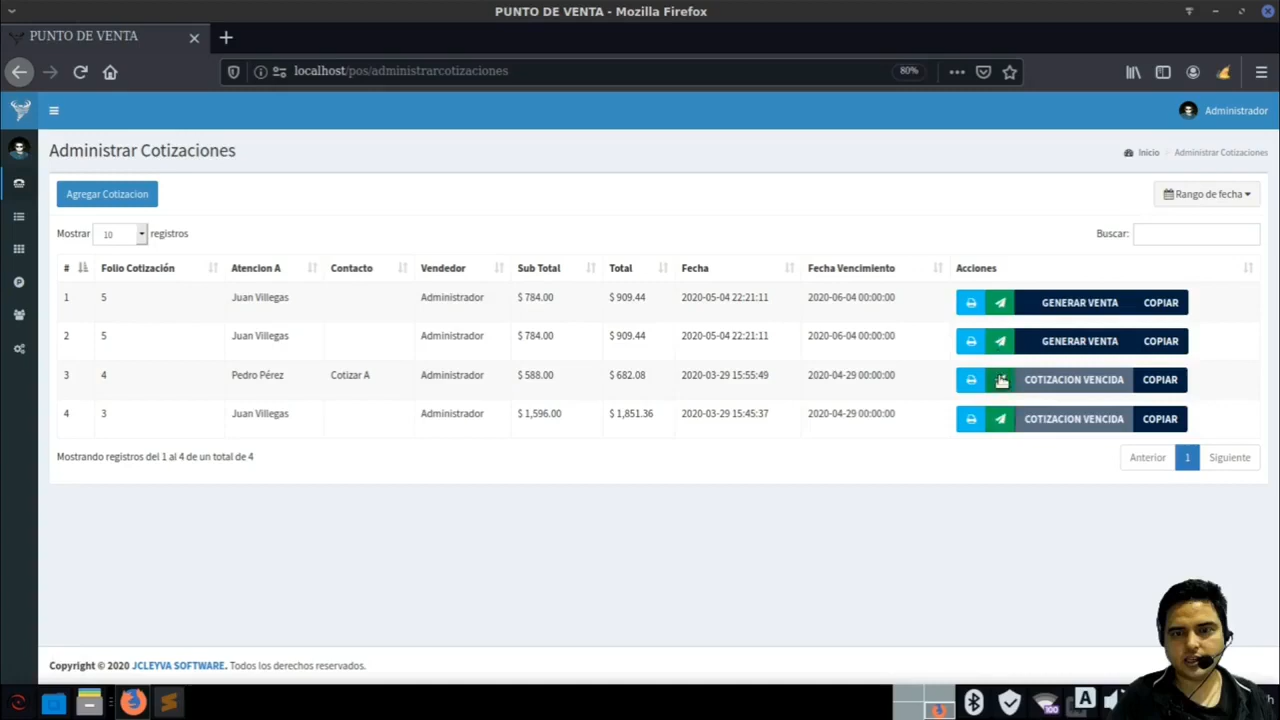 PUNTO DE VENTA - Mozilla Firefox
PUNTO DE VENTA
localhost/pos/administrarcotizaciones
80%
Administrador
Administrar Cotizaciones
Inicio
Administrar Cotizaciones
Agregar Cotizacion
Rango de fecha
Mostrar 10 registros
Buscar:
# Folio Cotización Atencion A Contacto Vendedor Sub Total Total Fecha Fecha Vencimiento Acciones
1 5 Juan Villegas Administrador $ 784.00 $ 909.44 2020-05-04 22:21:11 2020-06-04 00:00:00 GENERAR VENTA COPIAR
2 5 Juan Villegas Administrador $ 784.00 $ 909.44 2020-05-04 22:21:11 2020-06-04 00:00:00 GENERAR VENTA COPIAR
3 4 Pedro Pérez Cotizar A Administrador $ 588.00 $ 682.08 2020-03-29 15:55:49 2020-04-29 00:00:00 COTIZACION VENCIDA COPIAR
4 3 Juan Villegas Administrador $ 1,596.00 $ 1,851.36 2020-03-29 15:45:37 2020-04-29 00:00:00 COTIZACION VENCIDA COPIAR
Mostrando registros del 1 al 4 de un total de 4
Anterior 1 Siguiente
Copyright © 2020 JCLEYVA SOFTWARE. Todos los derechos reservados.
100
A
h